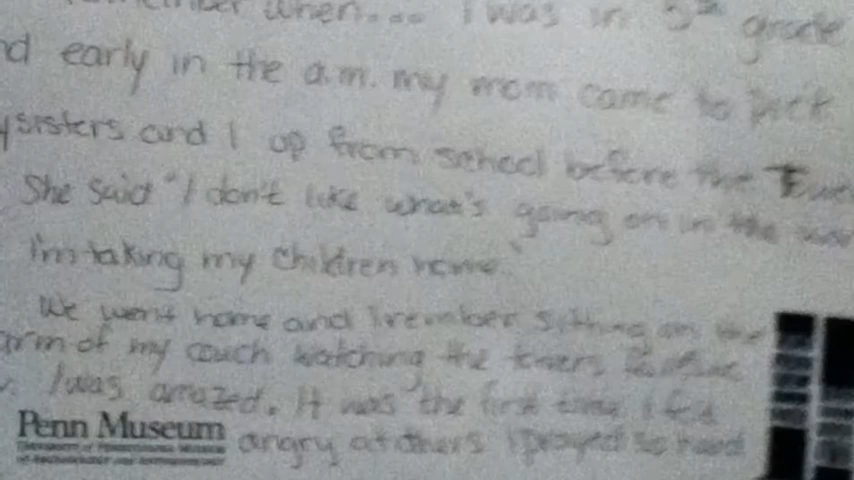 when.... I was in 5th grade
early in the a.m. my mom came to pick
sisters and I up from school before the
She said "I don't like what's going on in the
I'm taking my children home."
We went home and I remember sitting on the
arm of my couch watching the towers
I was amazed. It was the first time I
Penn Museum angry at others I prayed so hard